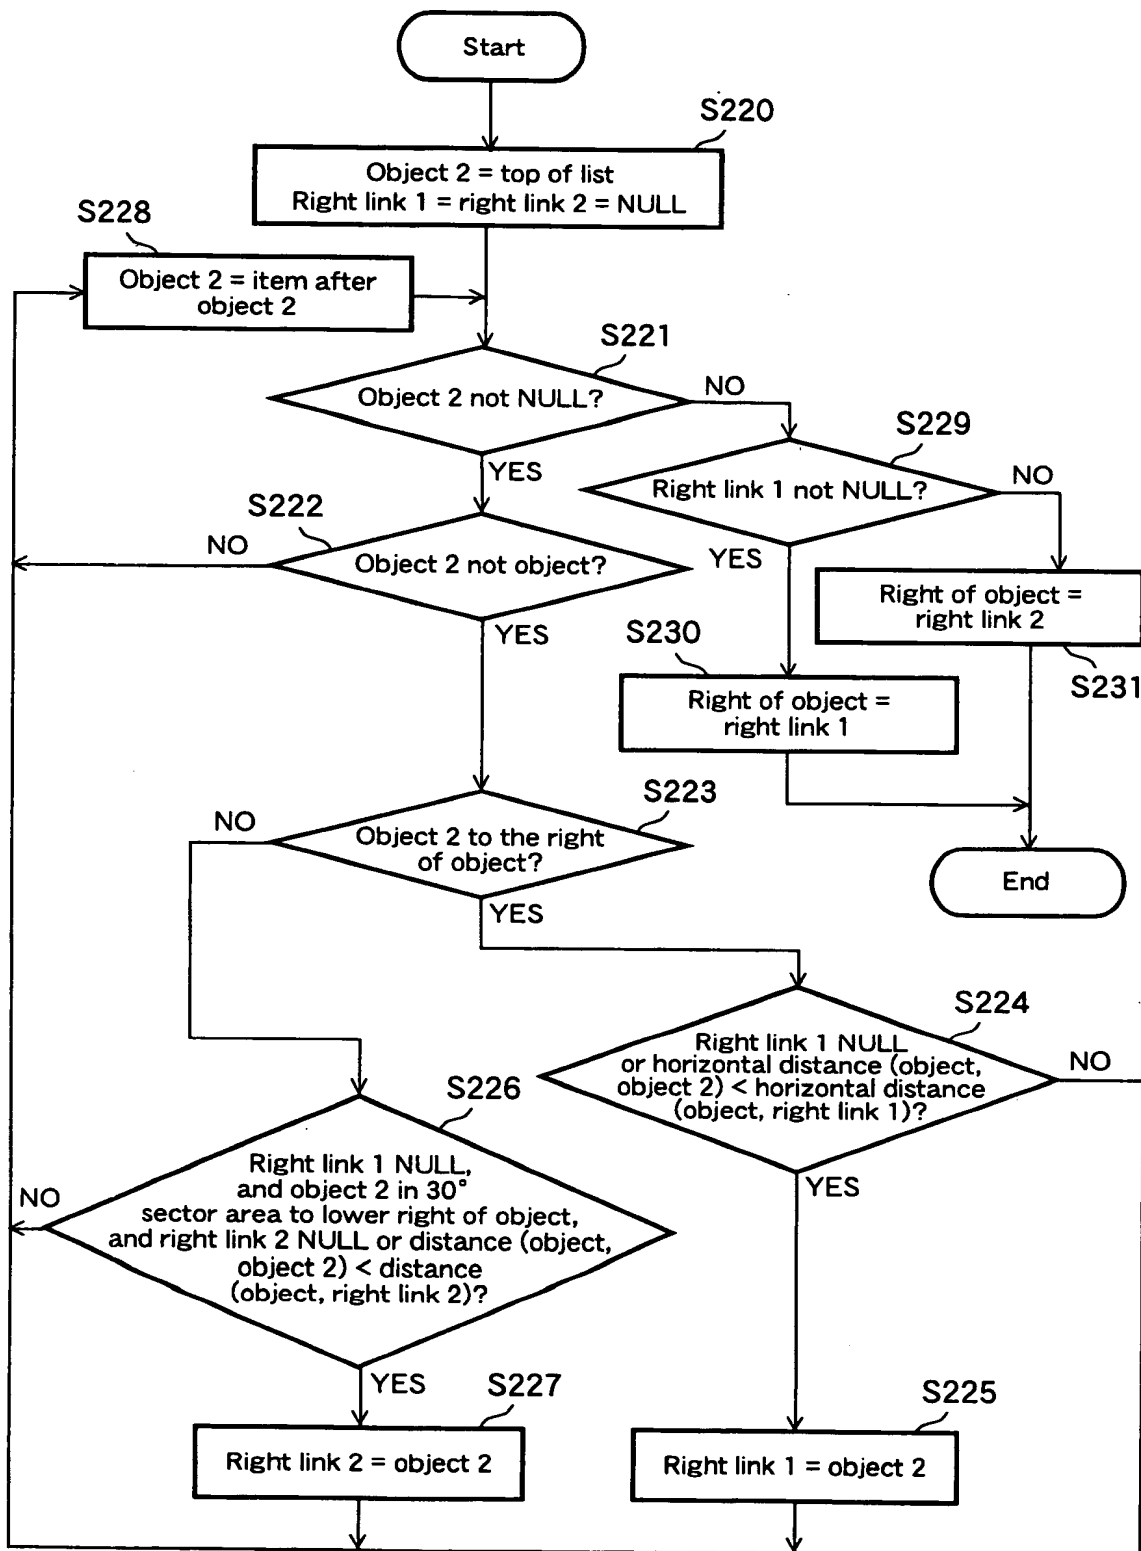 Start
S220
Object 2 = top of list
Right link 1 = right link 2 = NULL
S228
Object 2 = item after
object 2
S221
Object 2 not NULL?
NO
YES
S229
Right link 1 not NULL?
NO
YES
S222
NO
Object 2 not object?
YES
Right of object =
right link 2
S231
S230
Right of object =
right link 1
S223
NO
Object 2 to the right
of object?
YES
End
S224
Right link 1 NULL
or horizontal distance (object,
object 2) < horizontal distance
(object, right link 1)?
NO
YES
S226
Right link 1 NULL,
and object 2 in 30°
sector area to lower right of object,
and right link 2 NULL or distance (object,
object 2) < distance
(object, right link 2)?
NO
YES
S227
Right link 2 = object 2
S225
Right link 1 = object 2